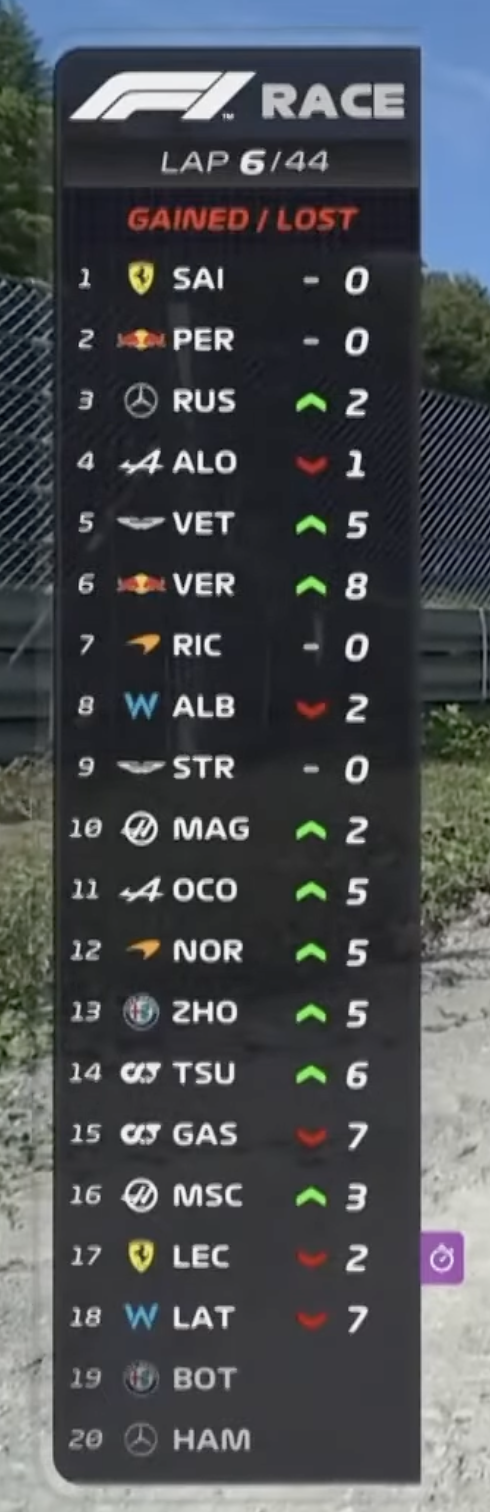 F1™ RACE
LAP 6/44
GAINED / LOST
1 SAI - 0
2 PER - 0
3 RUS 2
4 ALO 1
5 VET 5
6 VER 8
7 RIC - 0
8 W ALB 2
9 STR - 0
10 MAG 2
11 OCO 5
12 NOR 5
13 ZHO 5
14 TSU 6
15 GAS 7
16 MSC 3
17 LEC 2
18 W LAT 7
19 BOT
20 HAM